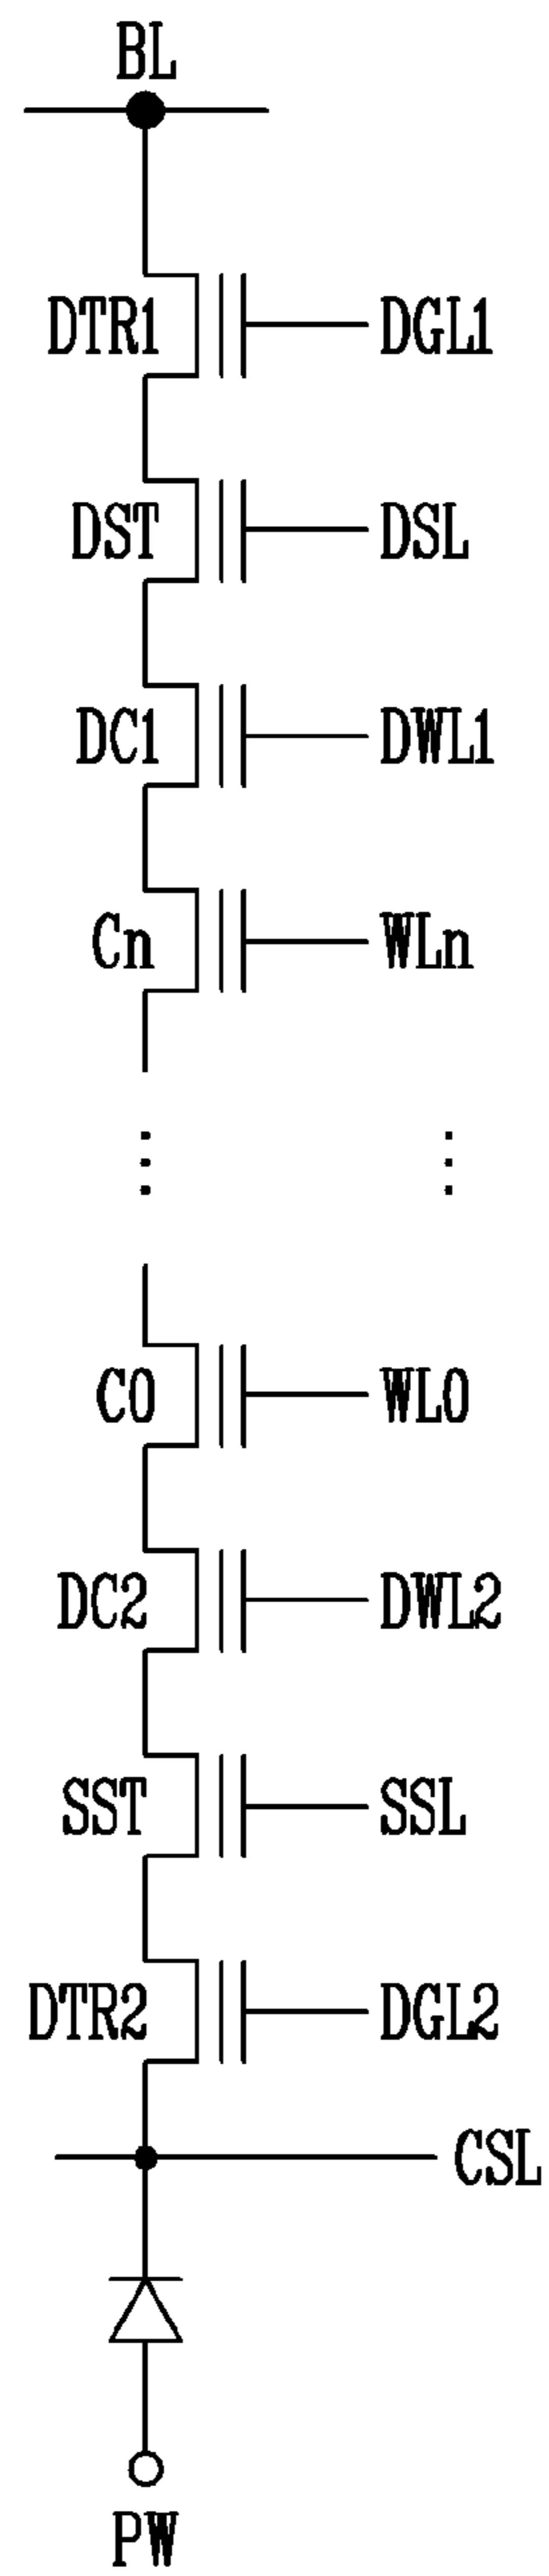 BL
DTR1 DGL1
DST DSL
DC1 DWL1
Cn WLn
C0 WL0
DC2 DWL2
SST SSL
DTR2 DGL2
CSL
PW